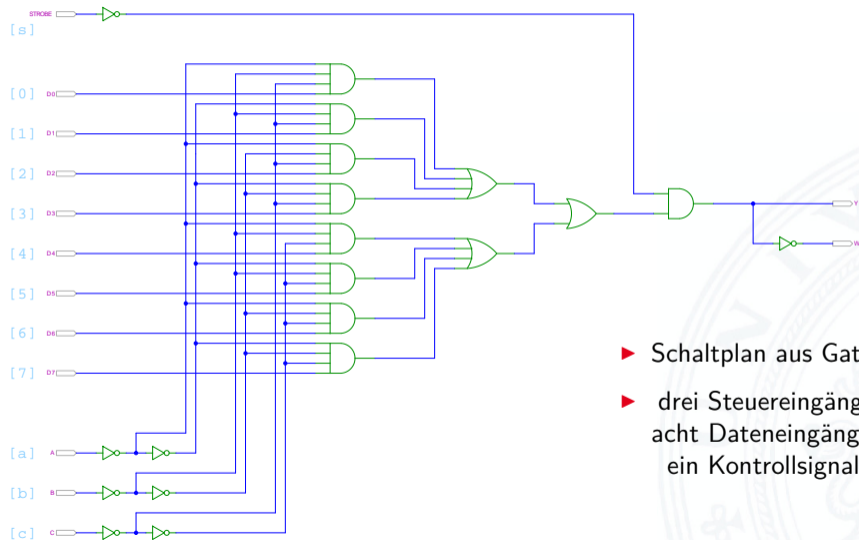 STROBE
[s]
[0] D0
[1] D1
[2] D2
[3] D3
[4] D4
[5] D5
[6] D6
[7] D7
Y
W
▶ Schaltplan aus Gat
▶ drei Steuereingäng
acht Dateneingäng
ein Kontrollsignal
[a] A
[b] B
[c] C